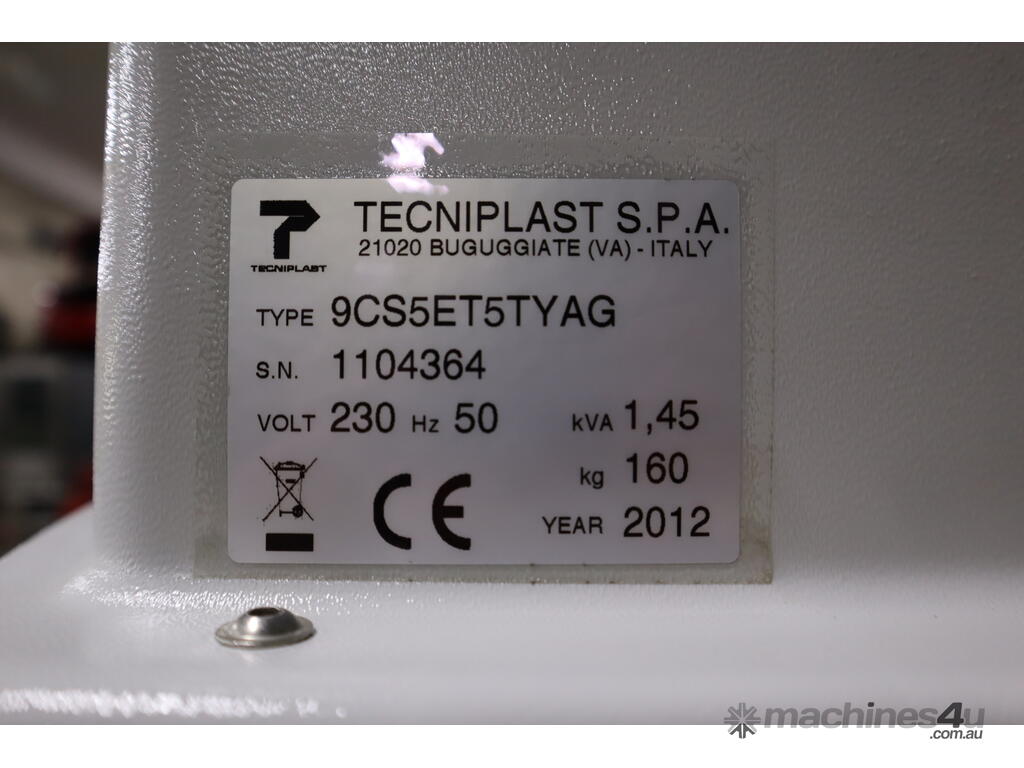 TECNIPLAST S.P.A.
21020 BUGUGGIATE (VA) - ITALY
TECNIPLAST
TYPE 9CS5ET5TYAG
S.N. 1104364
VOLT 230 Hz 50 kVA 1,45
kg 160
CE
YEAR 2012
machines4u
.com.au